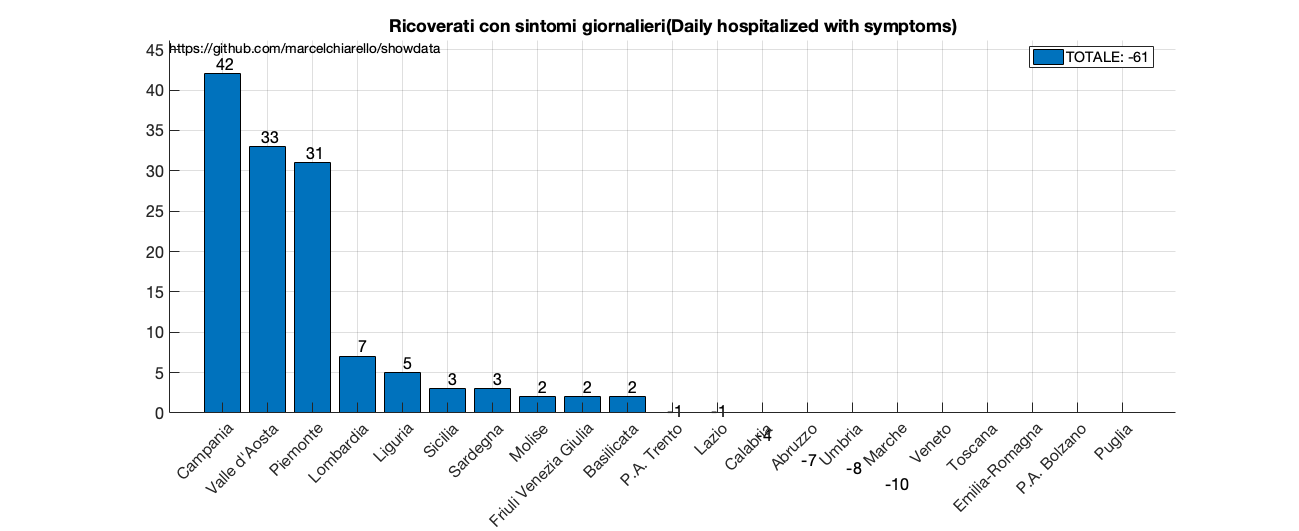 Ricoverati con sintomi giornalieri(Daily hospitalized with symptoms)
https://github.com/marcelchiarello/showdata
TOTALE: -61
45
40
35
30
25
20
15
10
5
0
42
33
31
7
5
3
3
2
2
2
-1
-1
-4
-7
-8
-10
Campania
Valle d'Aosta
Piemonte
Lombardia
Liguria
Sicilia
Sardegna
Molise
Friuli Venezia Giulia
Basilicata
P.A. Trento
Lazio
Calabria
Abruzzo
Umbria
Marche
Veneto
Toscana
Emilia-Romagna
P.A. Bolzano
Puglia